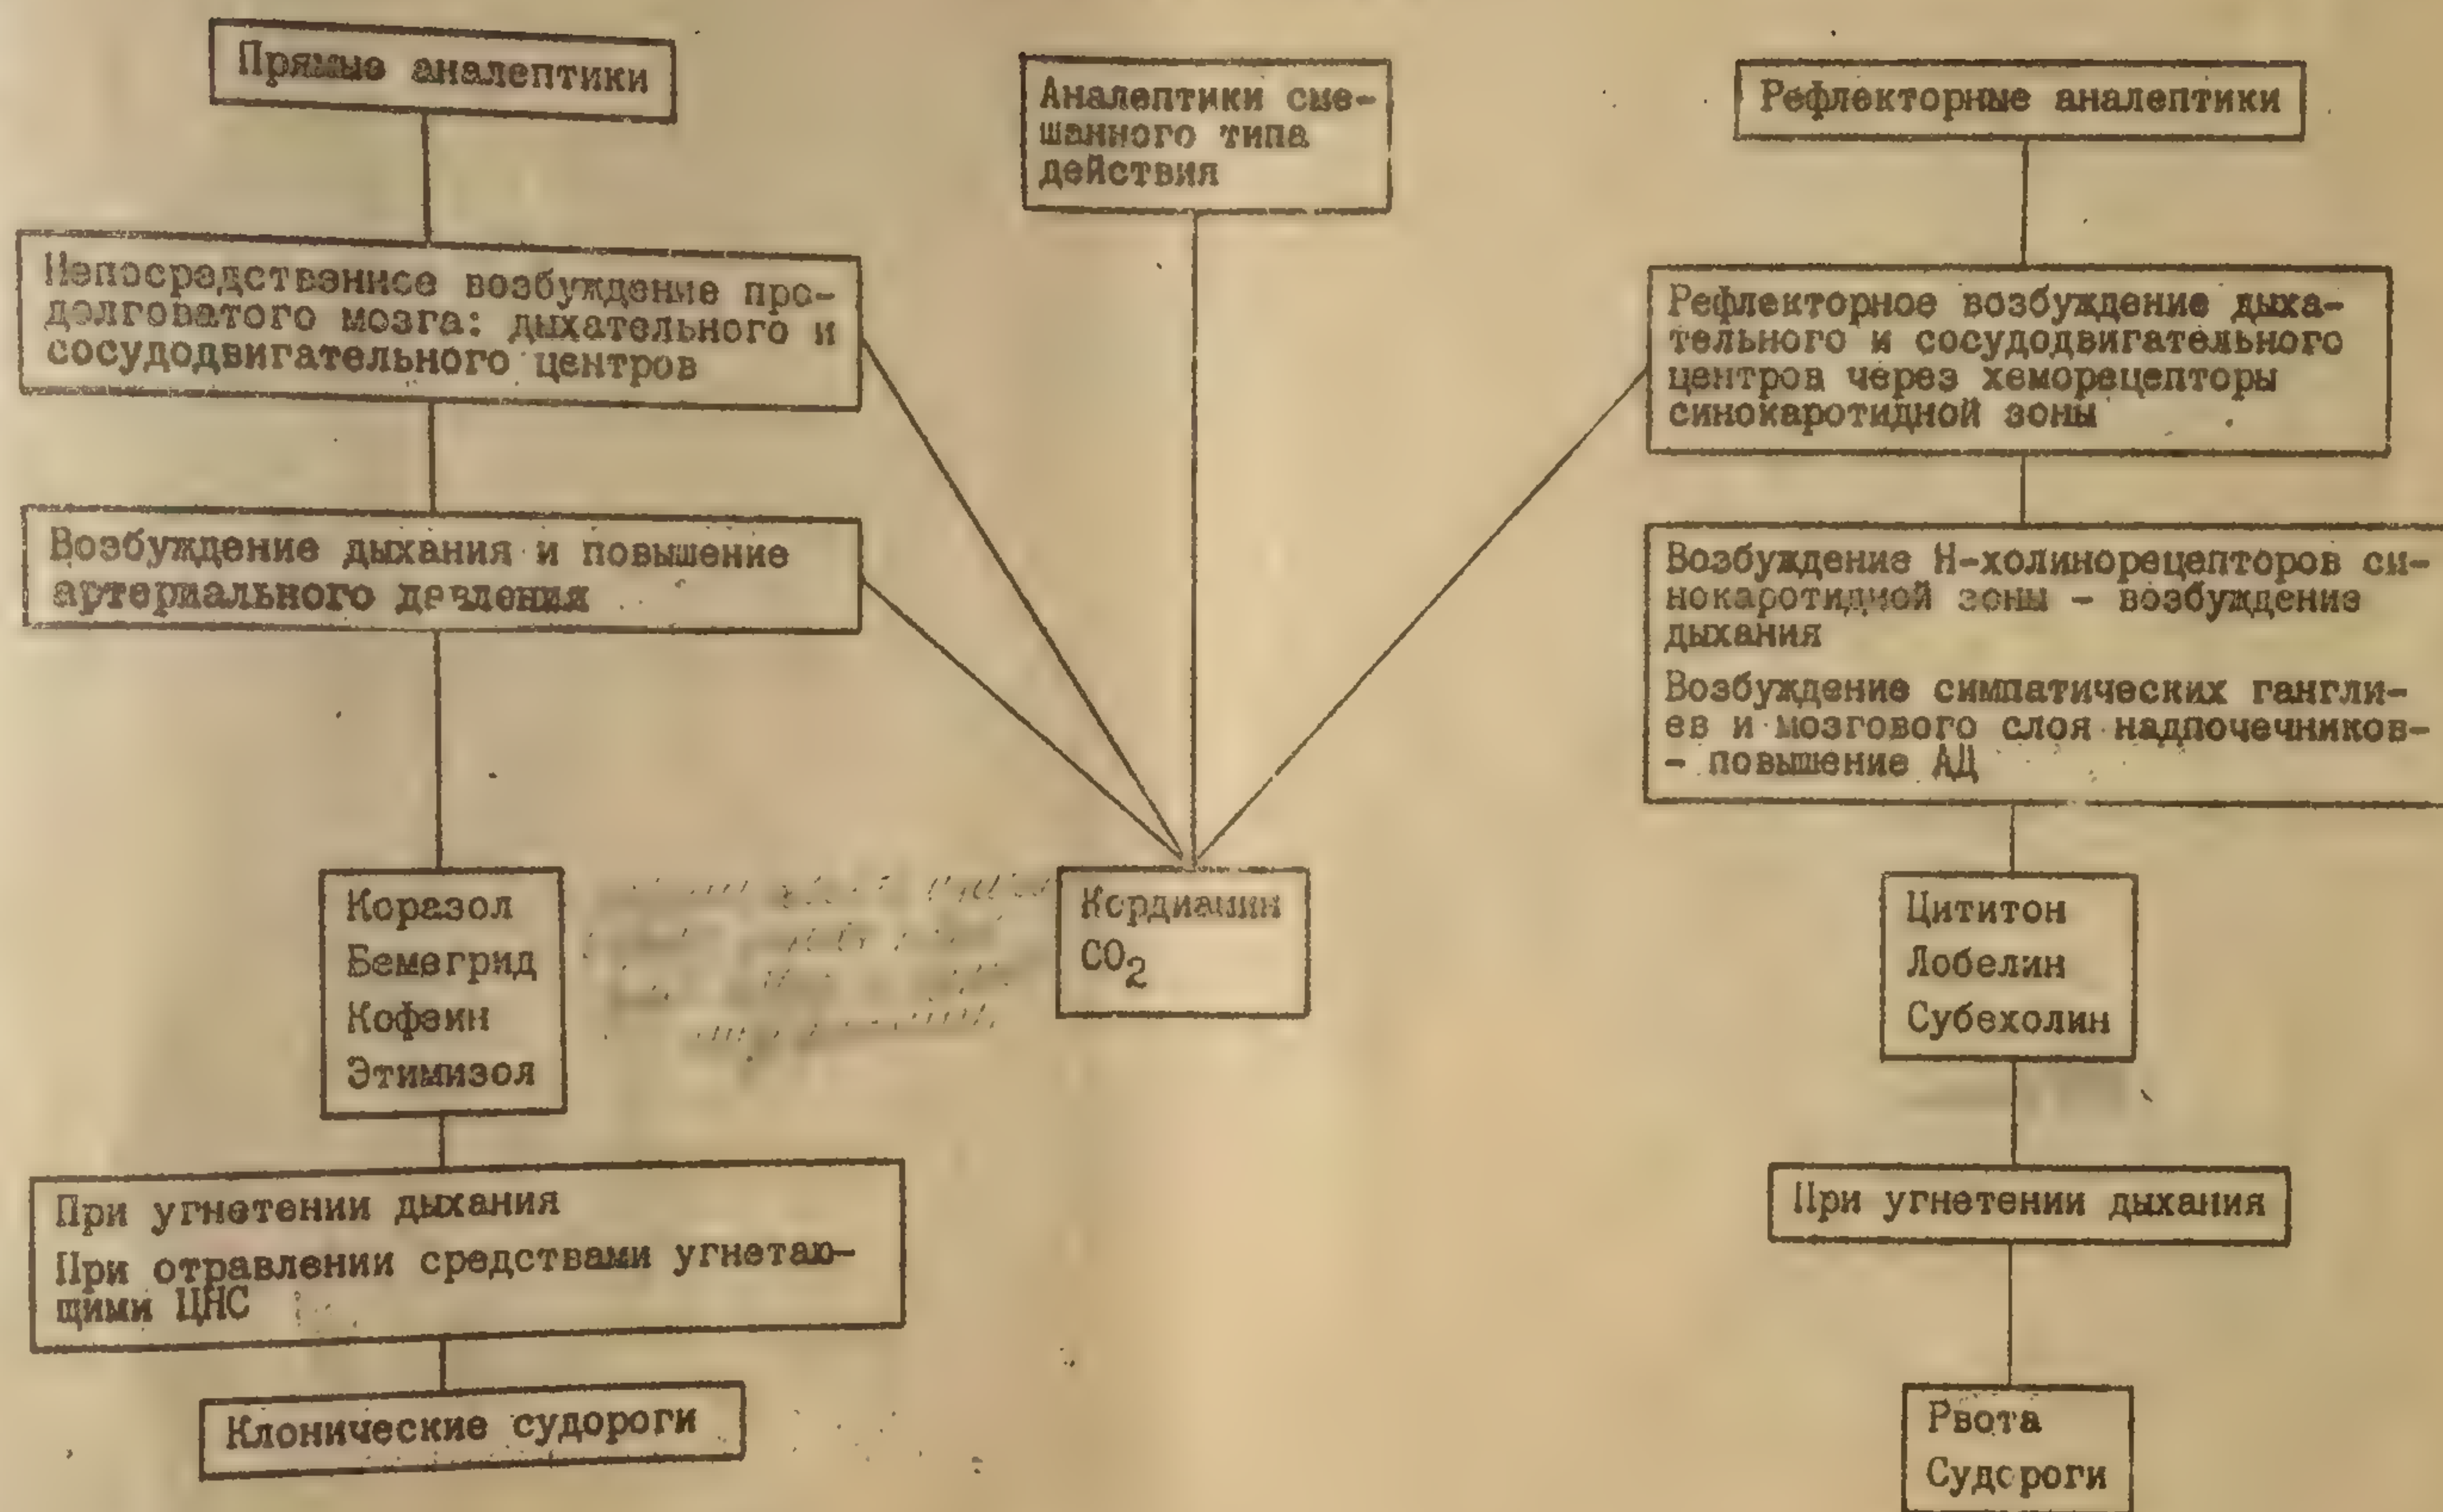 Прямые аналептики
Непосредственное возбуждение про-
долговатого мозга: дыхательного и
сосудодвигательного центров
Возбуждение дыхания и повышение
артериального давления
Коразол
Бемегрид
Кофеин
Этимизол
При угнетении дыхания
При отравлении средствами угнетаю-
щими ЦНС
Клонические судороги
Аналептики сме-
шанного типа
действия
Кордиамин
CO₂
Рефлекторные аналептики
Рефлекторное возбуждение дыха-
тельного и сосудодвигательного
центров через хеморецепторы
синокаротидной зоны
Возбуждение Н-холинорецепторов си-
нокаротидной зоны - возбуждение
дыхания
Возбуждение симпатических гангли-
ев и мозгового слоя надпочечников-
- повышение АД
Цититон
Лобелин
Субехолин
При угнетении дыхания
Рвота
Судороги